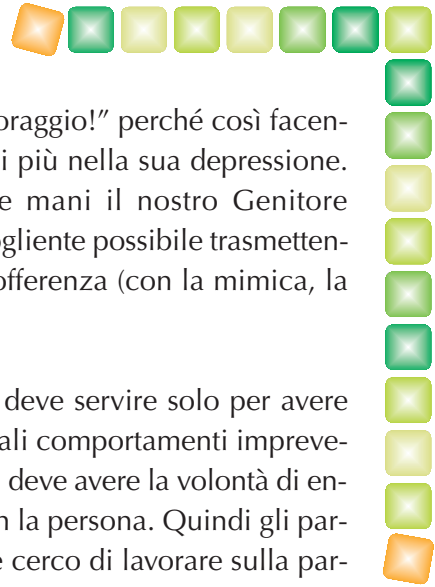 oraggio!” perché così facen-
i più nella sua depressione.
e mani il nostro Genitore
ogliente possibile trasmetten-
offerenza (con la mimica, la
deve servire solo per avere
ali comportamenti impreve-
deve avere la volontà di en-
n la persona. Quindi gli par-
e cerco di lavorare sulla par-